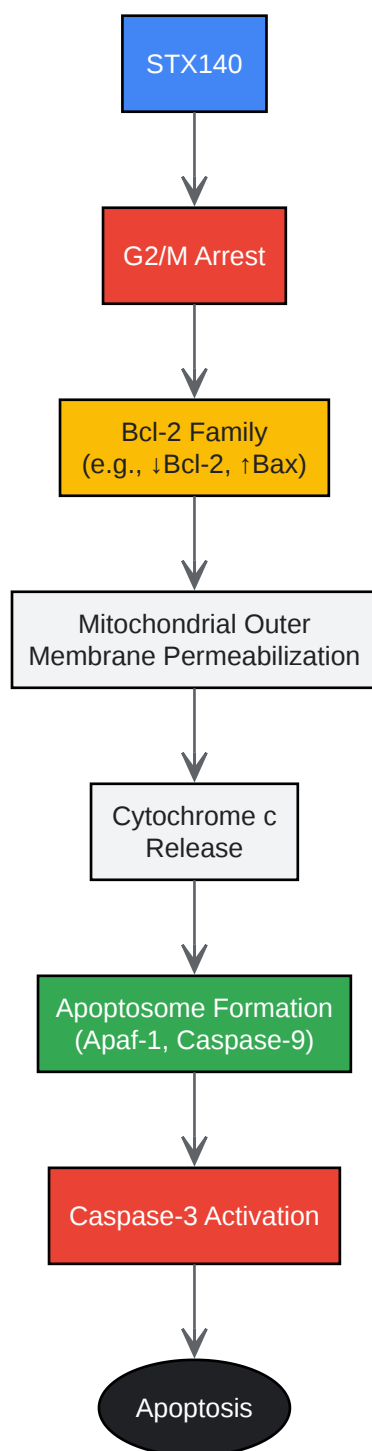 STX140
G2/M Arrest
Bcl-2 Family
(e.g., ↓Bcl-2, ↑Bax)
Mitochondrial Outer
Membrane Permeabilization
Cytochrome c
Release
Apoptosome Formation
(Apaf-1, Caspase-9)
Caspase-3 Activation
Apoptosis